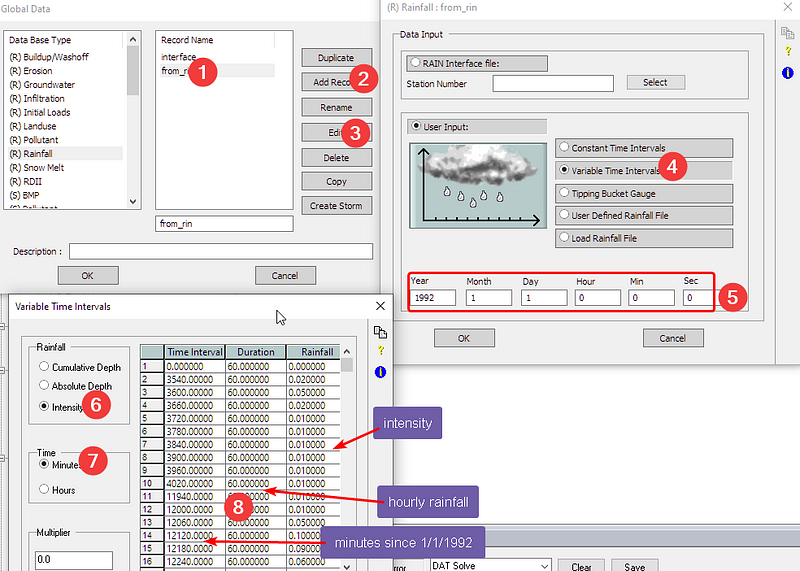 Global Data
Data Base Type
(R) Buildup/Washoff
(R) Erosion
(R) Groundwater
(R) Infiltration
(R) Initial Loads
(R) Landuse
(R) Pollutant
(R) Rainfall
(R) Snow Melt
(R) RDII
(S) BMP
Record Name
interface
1
Duplicate
2
Rename
3
Delete
Copy
Create Storm
from_rin
Description :
OK
Cancel
(R) Rainfall : from_rin
Data Input
RAIN Interface file:
Station Number
Select
User Input:
Constant Time Intervals
Variable Time Intervals
4
Tipping Bucket Gauge
User Defined Rainfall File
Load Rainfall File
Year Month Day Hour Min Sec
1992 1 1 0 0 0
5
OK
Cancel
Variable Time Intervals
Rainfall
Cumulative Depth
Absolute Depth
Intensity
6
Time
Minutes
7
Hours
Multiplier
0.0
Time Interval Duration Rainfall
1 0.000000 60.000000 0.000000
2 3540.00000 60.000000 0.020000
3 3600.00000 60.000000 0.050000
4 3660.00000 60.000000 0.020000
5 3720.00000 60.000000 0.010000
6 3780.00000 60.000000 0.010000
7 3840.00000 60.000000 0.010000
8 3900.00000 60.000000 0.010000
9 3960.00000 60.000000 0.010000
10 4020.00000 60.000000 0.010000
11 11940.0000 60.000000 0.010000
12 12000.0000 0.010000
13 12060.0000 0.050000
14 12120.0000 60.000000 0.10000
15 12180.0000 60.000000 0.09000
16 12240.0000 60.000000 0.060000
8
intensity
hourly rainfall
minutes since 1/1/1992
DAT Solve
Clear
Save